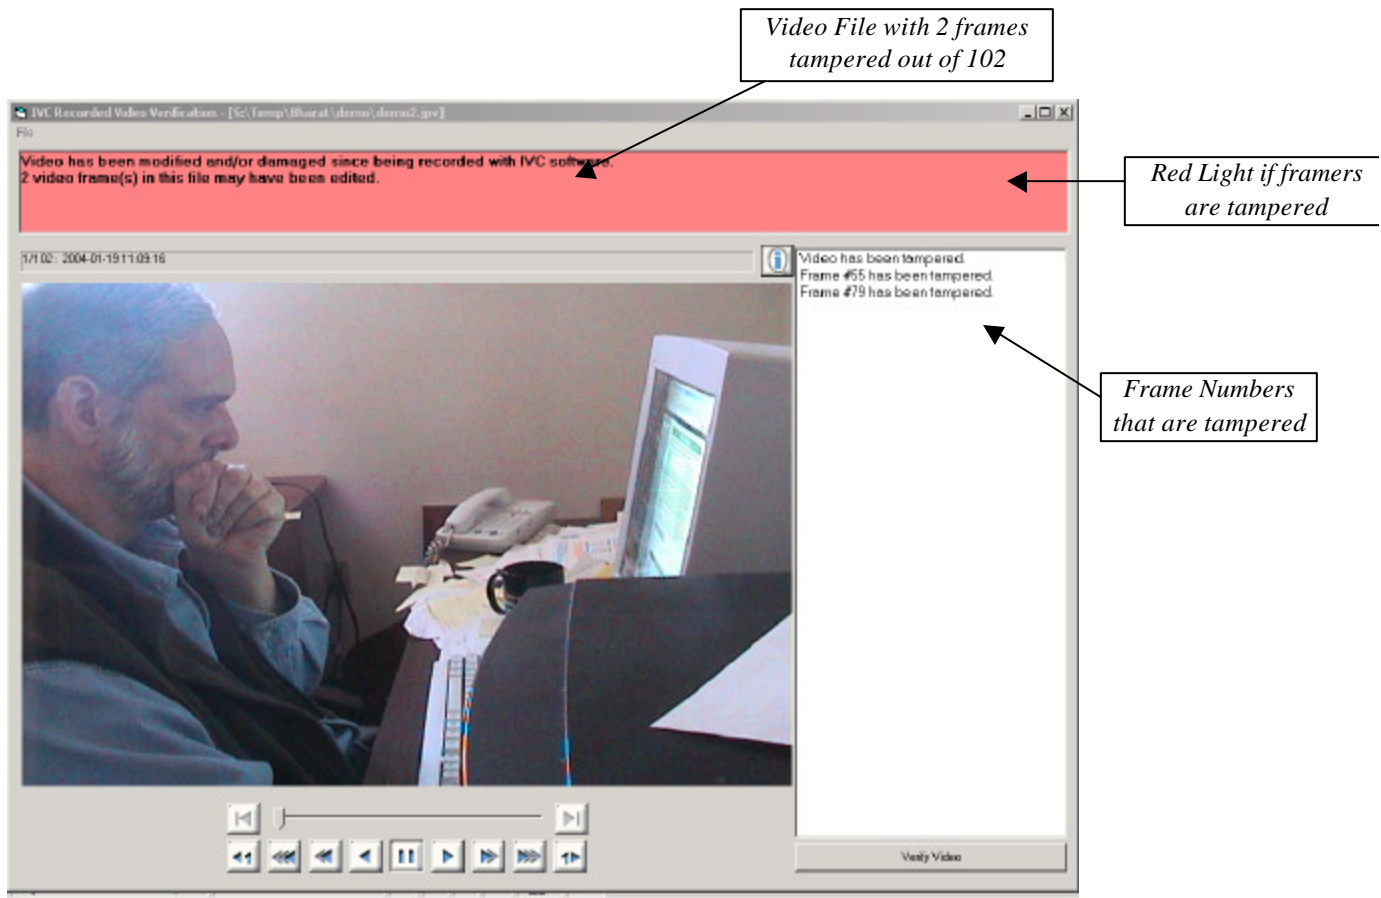 Video File with 2 frames
tampered out of 102
IVC Recorded Video Verification - [S:\Temp\Bharat\demo\demo2.jpv]
File
Video has been modified and/or damaged since being recorded with IVC software.
2 video frame(s) in this file may have been edited.
Red Light if framers
are tampered
1/102: 2004-01-19 11:09:16
Video has been tampered.
Frame #55 has been tampered.
Frame #79 has been tampered.
Frame Numbers
that are tampered
Verify Video